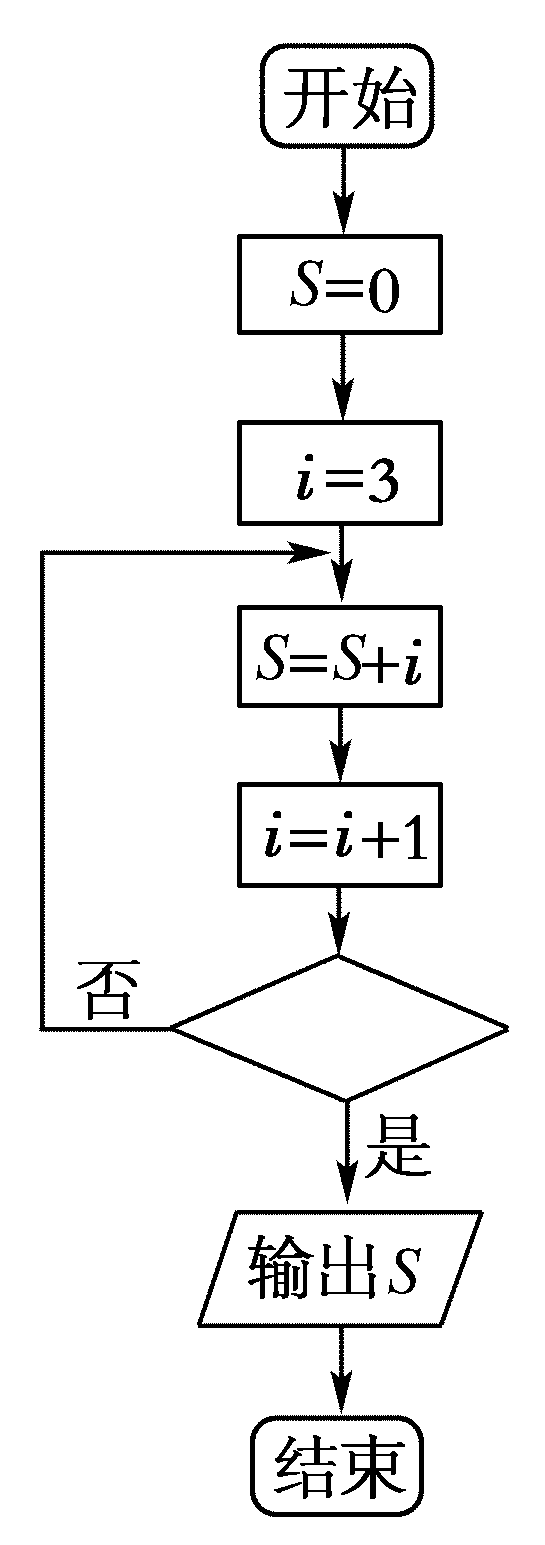 开始
S=0
i=3
S=S+i
i=i+1
否
是
输出S
结束